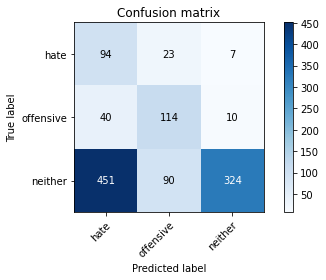 Confusion matrix
hate 94 23 7
offensive 40 114 10
neither 451 90 324
hate offensive neither
True label
Predicted label
450
400
350
300
250
200
150
100
50